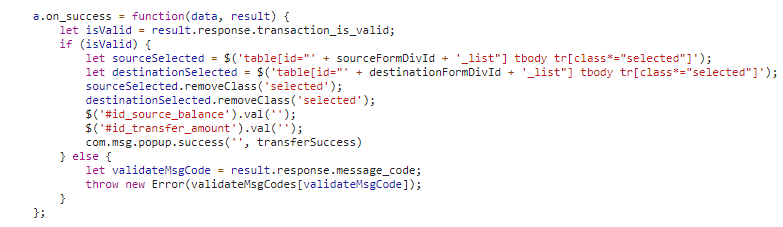 a.on_success = function(data, result) {
    let isValid = result.response.transaction_is_valid;
    if (isValid) {
        let sourceSelected = $('table[id="' + sourceFormDivId + '_list"] tbody tr[class*="selected"]');
        let destinationSelected = $('table[id="' + destinationFormDivId + '_list"] tbody tr[class*="selected"]');
        sourceSelected.removeClass('selected');
        destinationSelected.removeClass('selected');
        $('#id_source_balance').val('');
        $('#id_transfer_amount').val('');
        com.msg.popup.success('', transferSuccess)
    } else {
        let validateMsgCode = result.response.message_code;
        throw new Error(validateMsgCodes[validateMsgCode]);
    }
};